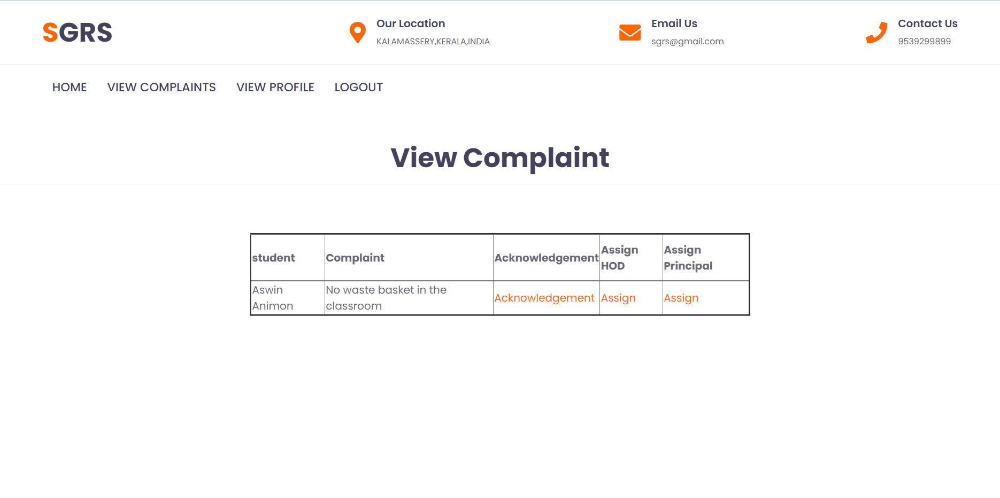 SGRS
Our Location
KALAMASSERY,KERALA,INDIA
Email Us
sgrs@gmail.com
Contact Us
9539299899
HOME VIEW COMPLAINTS VIEW PROFILE LOGOUT
View Complaint
student
Complaint
Acknowledgement
Assign
HOD
Assign
Principal
Aswin
Animon
No waste basket in the
classroom
Acknowledgement
Assign
Assign